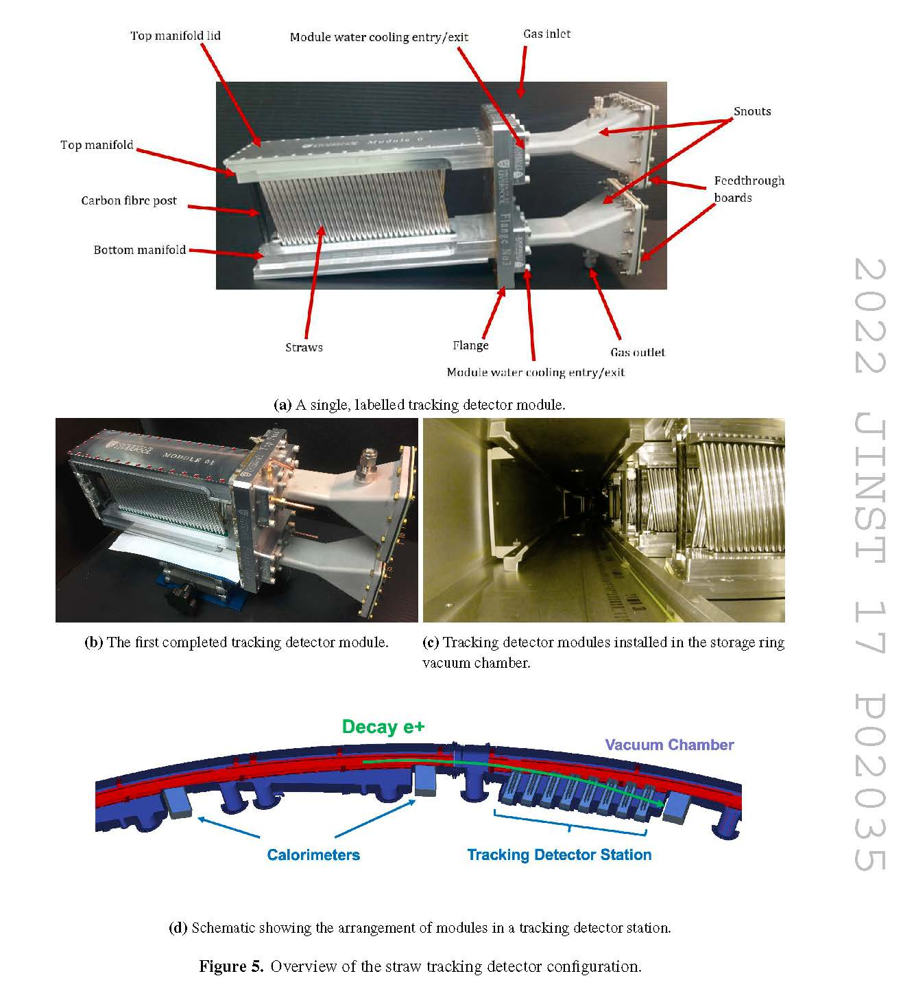 Top manifold lid
Module water cooling entry/exit
Gas inlet
Snouts
Top manifold
Feedthrough
boards
Carbon fibre post
Bottom manifold
Module 0
Flange No3
Straws
Flange
Gas outlet
Module water cooling entry/exit
(a) A single, labelled tracking detector module.
MODULE 01
(b) The first completed tracking detector module.
(c) Tracking detector modules installed in the storage ring
vacuum chamber.
Decay e+
Vacuum Chamber
Calorimeters
Tracking Detector Station
(d) Schematic showing the arrangement of modules in a tracking detector station.
Figure 5. Overview of the straw tracking detector configuration.
2022 JINST 17 P02035